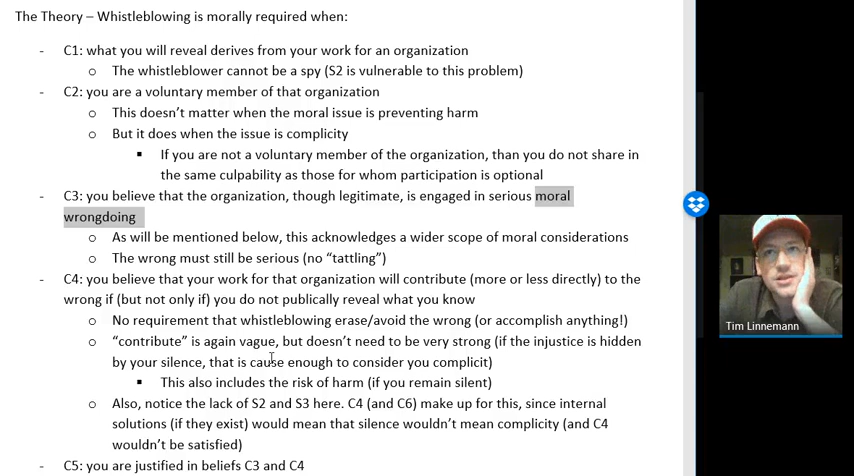 The Theory – Whistleblowing is morally required when:
- C1: what you will reveal derives from your work for an organization
o The whistleblower cannot be a spy (S2 is vulnerable to this problem)
- C2: you are a voluntary member of that organization
o This doesn’t matter when the moral issue is preventing harm
o But it does when the issue is complicity
▪ If you are not a voluntary member of the organization, than you do not share in
the same culpability as those for whom participation is optional
- C3: you believe that the organization, though legitimate, is engaged in serious moral
wrongdoing
o As will be mentioned below, this acknowledges a wider scope of moral considerations
o The wrong must still be serious (no “tattling”)
- C4: you believe that your work for that organization will contribute (more or less directly) to the
wrong if (but not only if) you do not publically reveal what you know
o No requirement that whistleblowing erase/avoid the wrong (or accomplish anything!)
o “contribute” is again vague, but doesn’t need to be very strong (if the injustice is hidden
by your silence, that is cause enough to consider you complicit)
▪ This also includes the risk of harm (if you remain silent)
o Also, notice the lack of S2 and S3 here. C4 (and C6) make up for this, since internal
solutions (if they exist) would mean that silence wouldn’t mean complicity (and C4
wouldn’t be satisfied)
- C5: you are justified in beliefs C3 and C4
Tim Linnemann